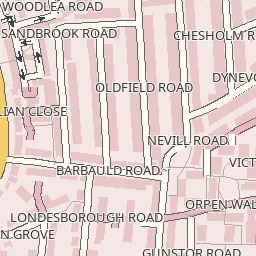 WOODLEA ROAD
SANDBROOK ROAD
CHESHOLM R
DYNEVO
OLDFIELD ROAD
LIAN CLOSE
NEVILL ROAD
VICT
BARBAULD ROAD
ORPEN WAL
LONDESBOROUGH ROAD
N GROVE
GUNSTOR ROAD